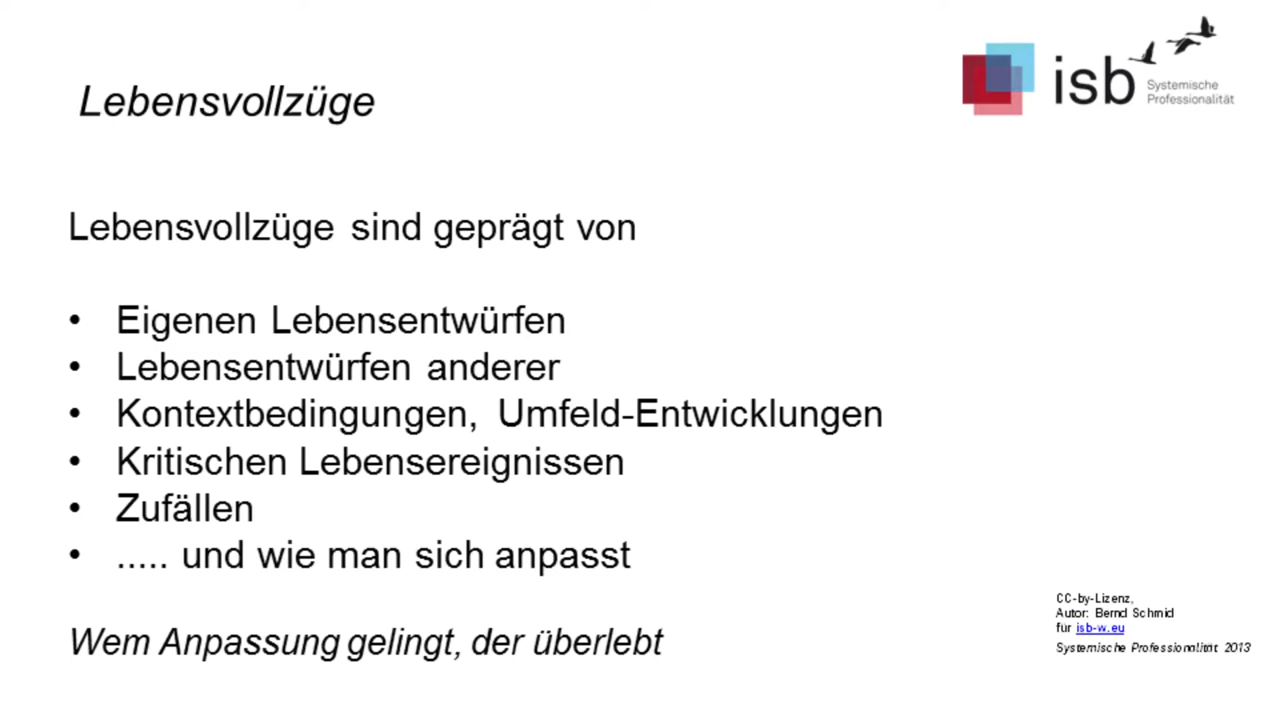 Lebensvollzüge
isb
Systemische
Professionalität
Lebensvollzüge sind geprägt von
• Eigenen Lebensentwürfen
• Lebensentwürfen anderer
• Kontextbedingungen, Umfeld-Entwicklungen
• Kritischen Lebensereignissen
• Zufällen
• ..... und wie man sich anpasst
Wem Anpassung gelingt, der überlebt
CC-by-Lizenz,
Autor: Bernd Schmid
für isb-w.eu
Systemische Professionalität 2013